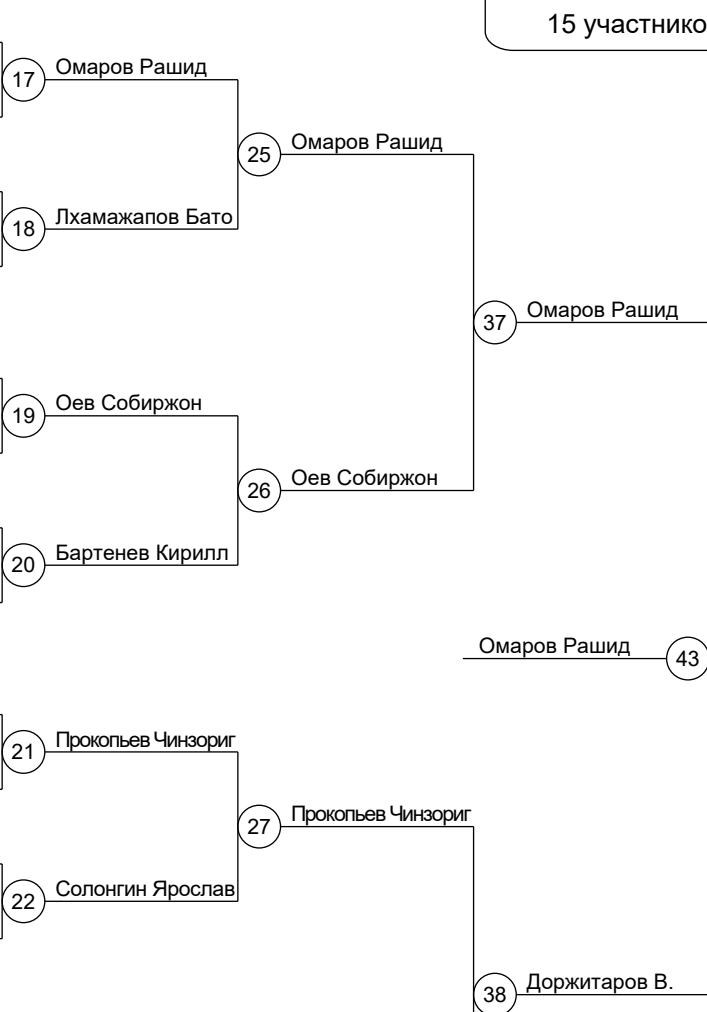 15 участнико
17 Омаров Рашид
25 Омаров Рашид
18 Лхамажапов Бато
37 Омаров Рашид
19 Оев Собиржон
26 Оев Собиржон
20 Бартенев Кирилл
Омаров Рашид 43
21 Прокопьев Чинзориг
27 Прокопьев Чинзориг
22 Солонгин Ярослав
38 Доржитаров В.